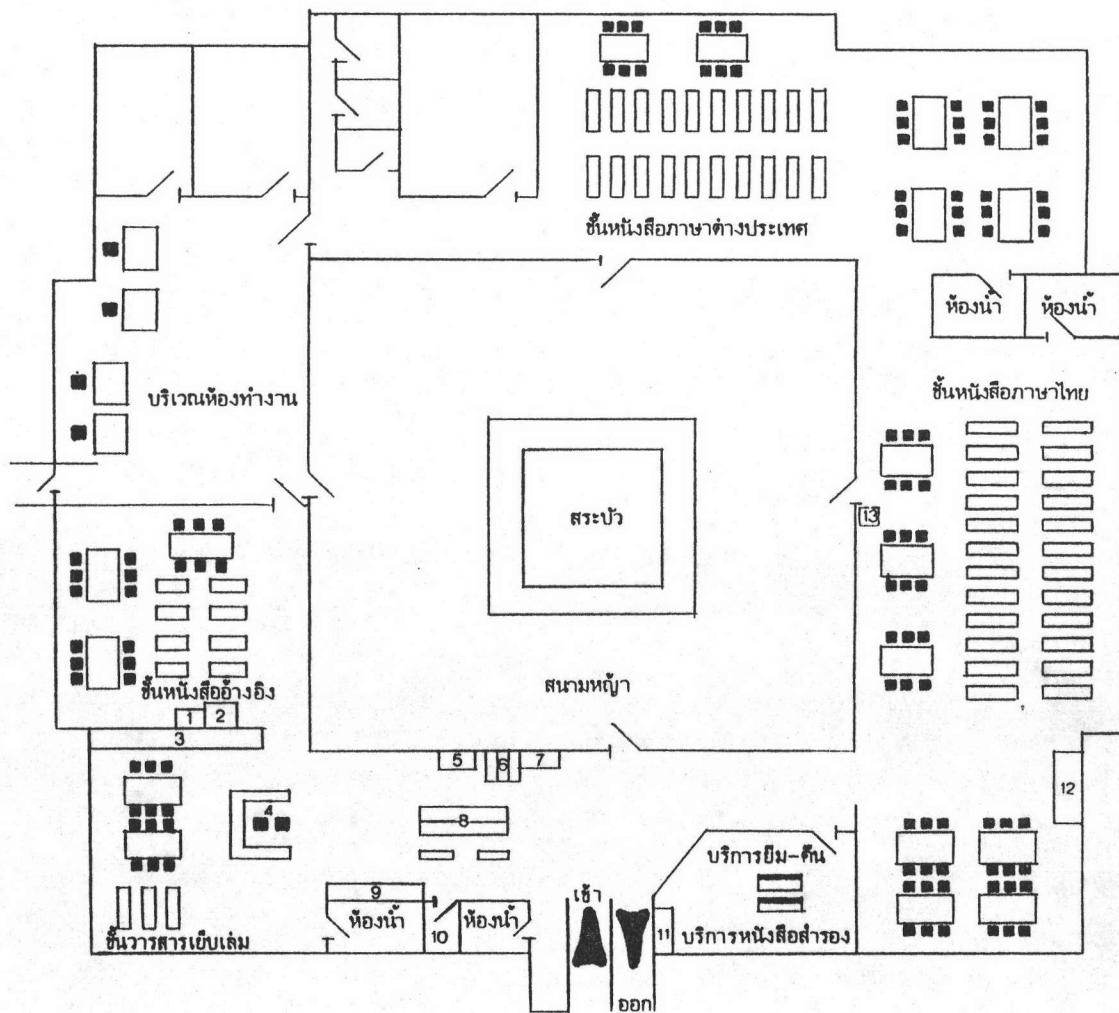 ชั้นหนังสือภาษาต่างประเทศ
ห้องน้ำ
ห้องน้ำ
บริเวณห้องทำงาน
ชั้นหนังสือภาษาไทย
สระบัว
13
สนามหญ้า
ชั้นหนังสืออ้างอิง
1
2
3
5
6
7
12
4
8
บริการยืม-คืน
9
เข้า
ห้องน้ำ
10
ห้องน้ำ
11
บริการหนังสือสำรอง
ชั้นวารสารเย็บเล่ม
ออก